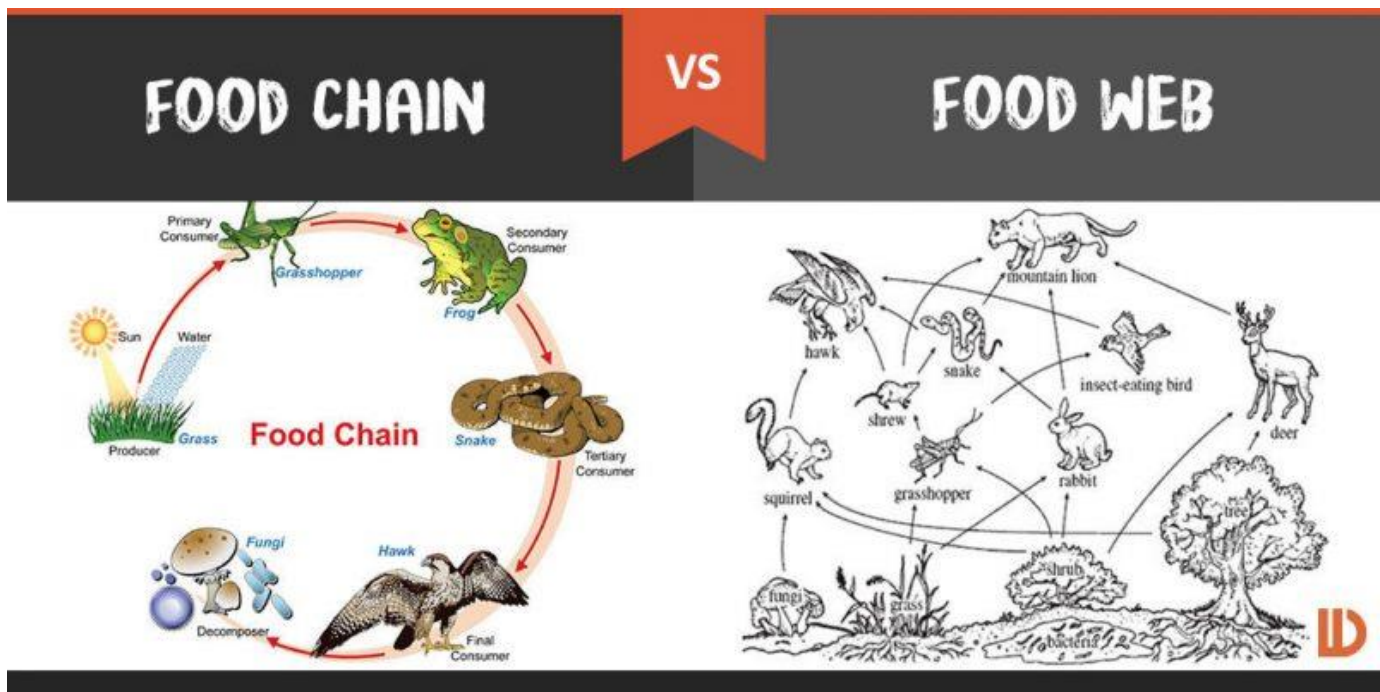 FOOD CHAIN
VS
FOOD WEB
Primary
Consumer
Grasshopper
Secondary
Consumer
Frog
Sun
Water
Grass
Producer
Food Chain
Snake
Tertiary
Consumer
Fungi
Decomposer
Hawk
Final
Consumer
mountain lion
hawk
snake
insect-eating bird
shrew
deer
squirrel
grasshopper
rabbit
tree
fungi
grass
shrub
bacteria